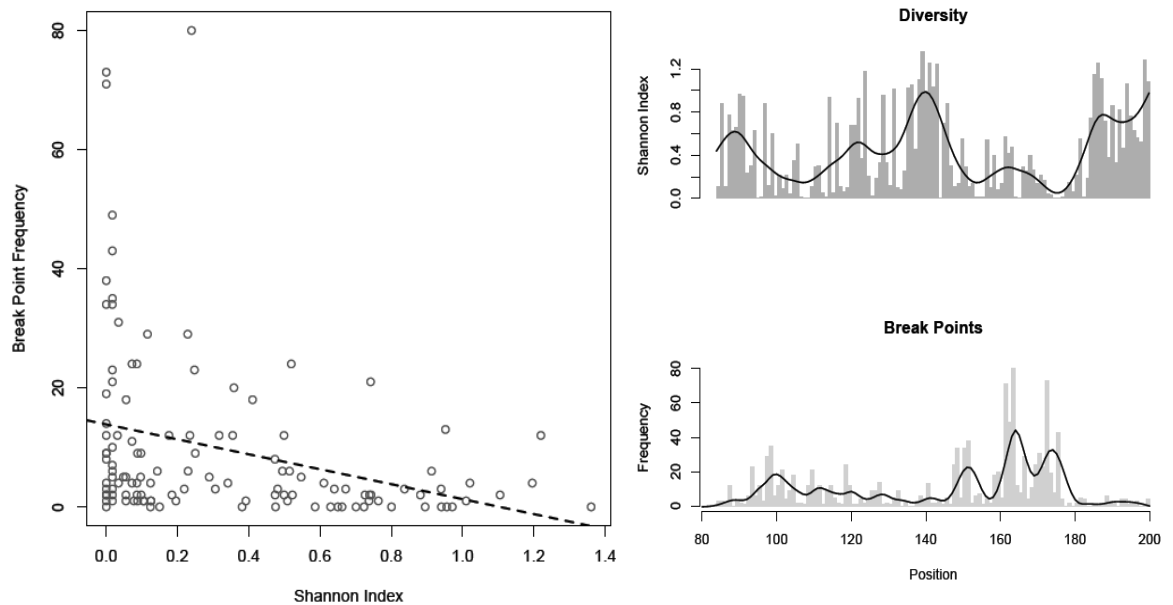 Break Point Frequency
80
60
40
20
0
0.0 0.2 0.4 0.6 0.8 1.0 1.2 1.4
Shannon Index
Diversity
Shannon Index
1.2
0.8
0.4
0.0
Break Points
Frequency
80
60
40
20
0
80 100 120 140 160 180 200
Position